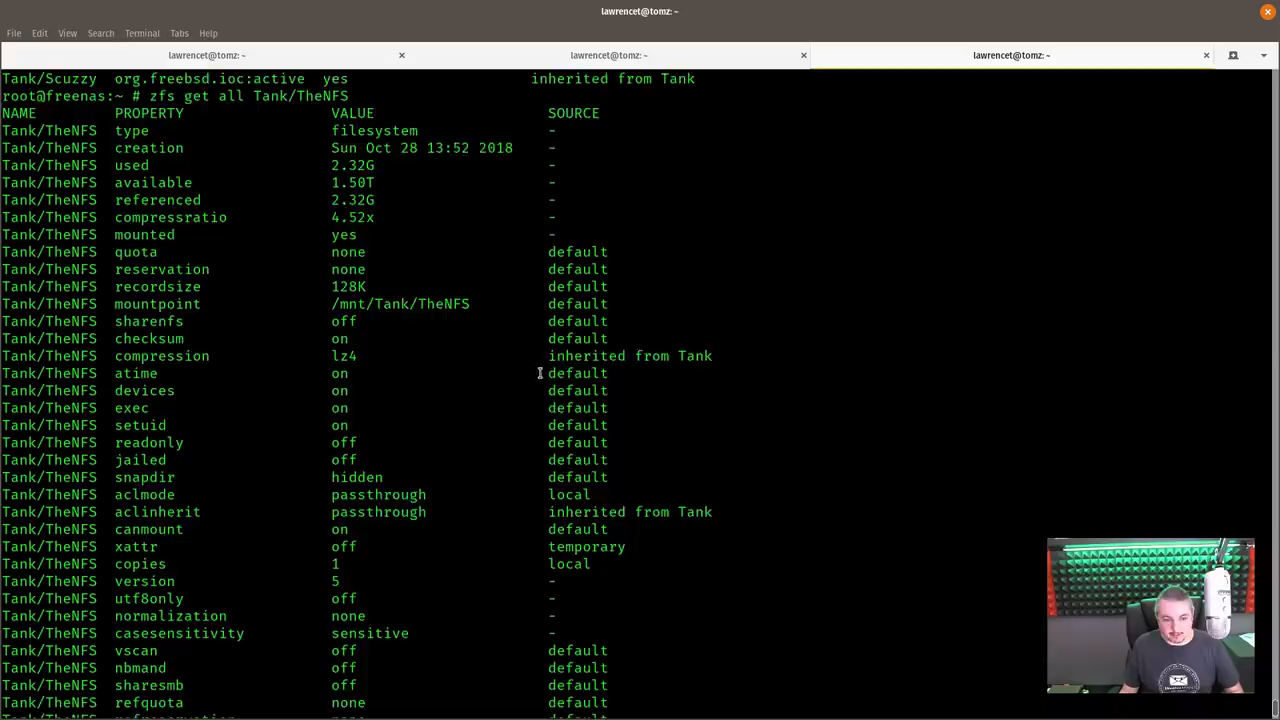 lawrencet@tomz: ~
File Edit View Search Terminal Tabs Help
lawrencet@tomz: ~ lawrencet@tomz: ~ lawrencet@tomz: ~
Tank/Scuzzy org.freebsd.ioc:active yes inherited from Tank
root@freenas:~ # zfs get all Tank/TheNFS
NAME PROPERTY VALUE SOURCE
Tank/TheNFS type filesystem -
Tank/TheNFS creation Sun Oct 28 13:52 2018 -
Tank/TheNFS used 2.32G -
Tank/TheNFS available 1.50T -
Tank/TheNFS referenced 2.32G -
Tank/TheNFS compressratio 4.52x -
Tank/TheNFS mounted yes -
Tank/TheNFS quota none default
Tank/TheNFS reservation none default
Tank/TheNFS recordsize 128K default
Tank/TheNFS mountpoint /mnt/Tank/TheNFS default
Tank/TheNFS sharenfs off default
Tank/TheNFS checksum on default
Tank/TheNFS compression lz4 inherited from Tank
Tank/TheNFS atime on default
Tank/TheNFS devices on default
Tank/TheNFS exec on default
Tank/TheNFS setuid on default
Tank/TheNFS readonly off default
Tank/TheNFS jailed off default
Tank/TheNFS snapdir hidden default
Tank/TheNFS aclmode passthrough local
Tank/TheNFS aclinherit passthrough inherited from Tank
Tank/TheNFS canmount on default
Tank/TheNFS xattr off temporary
Tank/TheNFS copies 1 local
Tank/TheNFS version 5 -
Tank/TheNFS utf8only off -
Tank/TheNFS normalization none -
Tank/TheNFS casesensitivity sensitive -
Tank/TheNFS vscan off default
Tank/TheNFS nbmand off default
Tank/TheNFS sharesmb off default
Tank/TheNFS refquota none default